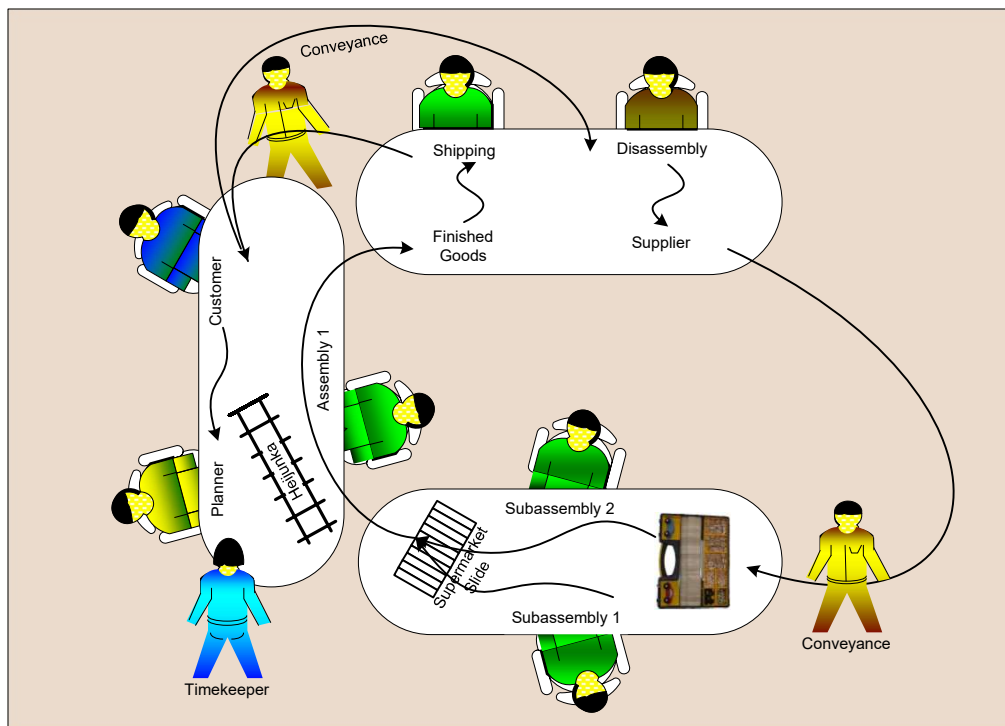 Conveyance
Shipping
Disassembly
Finished
Goods
Supplier
Customer
Assembly 1
Planner
Heijunka
Subassembly 2
Supermarket
Slide
Subassembly 1
Conveyance
Timekeeper